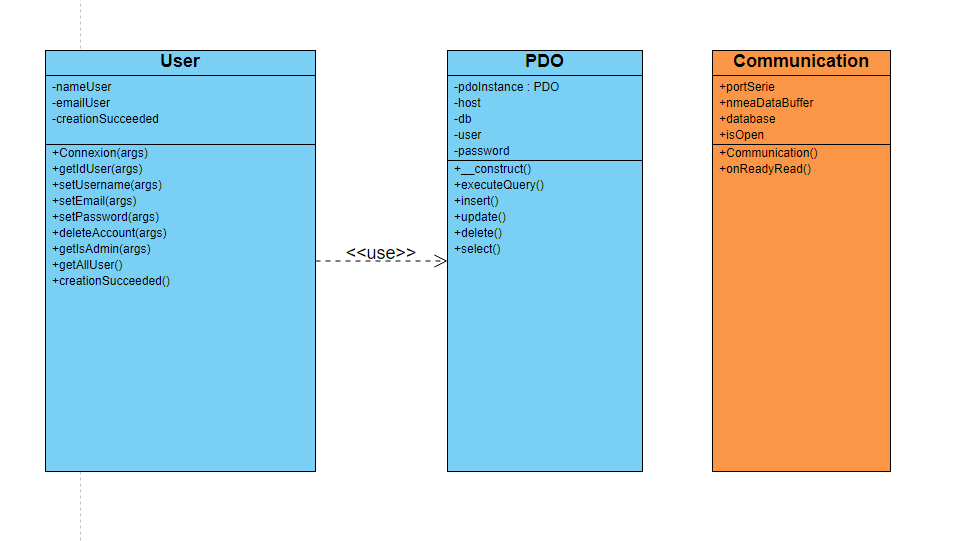 User
-nameUser
-emailUser
-creationSucceeded
+Connexion(args)
+getIdUser(args)
+setUsername(args)
+setEmail(args)
+setPassword(args)
+deleteAccount(args)
+getIsAdmin(args)
+getAllUser()
+creationSucceeded()
<<use>>
PDO
-pdoInstance : PDO
-host
-db
-user
-password
+__construct()
+executeQuery()
+insert()
+update()
+delete()
+select()
Communication
+portSerie
+nmeaDataBuffer
+database
+isOpen
+Communication()
+onReadyRead()